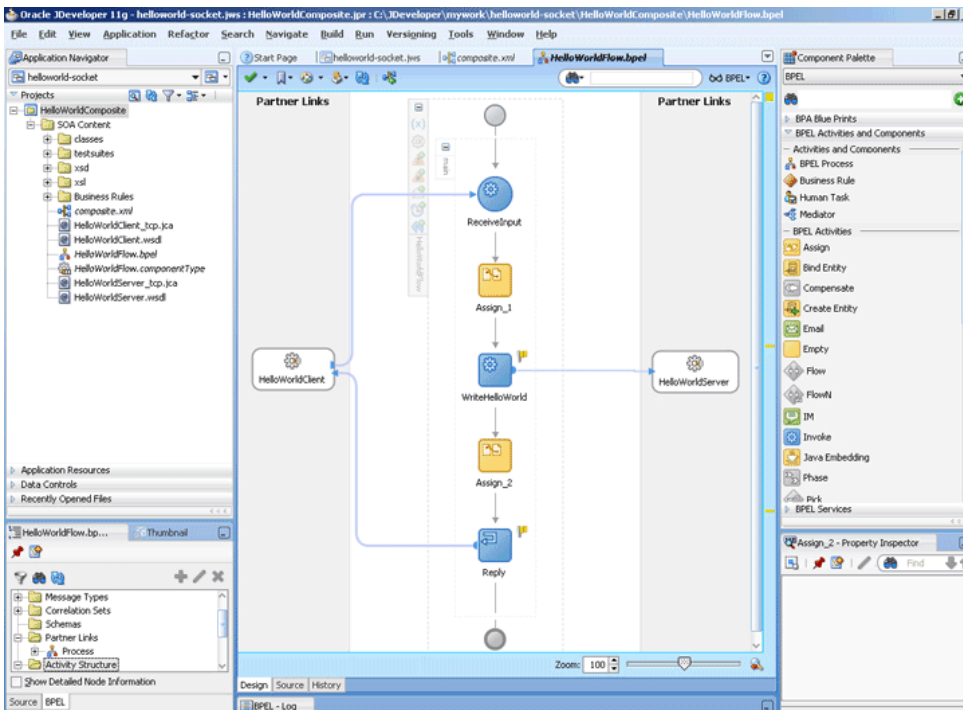 Oracle JDeveloper 11g - helloworld-socket.jws : HelloWorldComposite.jpr : C:\JDeveloper\mywork\helloworld-socket\HelloWorldComposite\HelloWorldFlow.bpel
File Edit View Application Refactor Search Navigate Build Run Versioning Tools Window Help
Application Navigator
helloworld-socket
Projects
HelloWorldComposite
SOA Content
classes
testsuites
xsd
xsl
Business Rules
composite.xml
HelloWorldClient_tcp.jca
HelloWorldClient.wsdl
HelloWorldFlow.bpel
HelloWorldFlow.componentType
HelloWorldServer_tcp.jca
HelloWorldServer.wsdl
Application Resources
Data Controls
Recently Opened Files
HelloWorldFlow.bp... Thumbnail
Message Types
Correlation Sets
Schemas
Partner Links
Process
Activity Structure
Show Detailed Node Information
Source BPEL
Start Page helloworld-socket.jws composite.xml HelloWorldFlow.bpel
BPEL
Partner Links Partner Links
main
HelloWorldFlow
ReceiveInput
Assign_1
HelloWorldClient
WriteHelloWorld
HelloWorldServer
Assign_2
Reply
Zoom: 100
Design Source History
BPEL - Log
Component Palette
BPEL
BPA Blue Prints
BPEL Activities and Components
Activities and Components
BPEL Process
Business Rule
Human Task
Mediator
BPEL Activities
Assign
Bind Entity
Compensate
Create Entity
Email
Empty
Flow
FlowN
IM
Invoke
Java Embedding
Phase
Pick
BPEL Services
Assign_2 - Property Inspector
Find